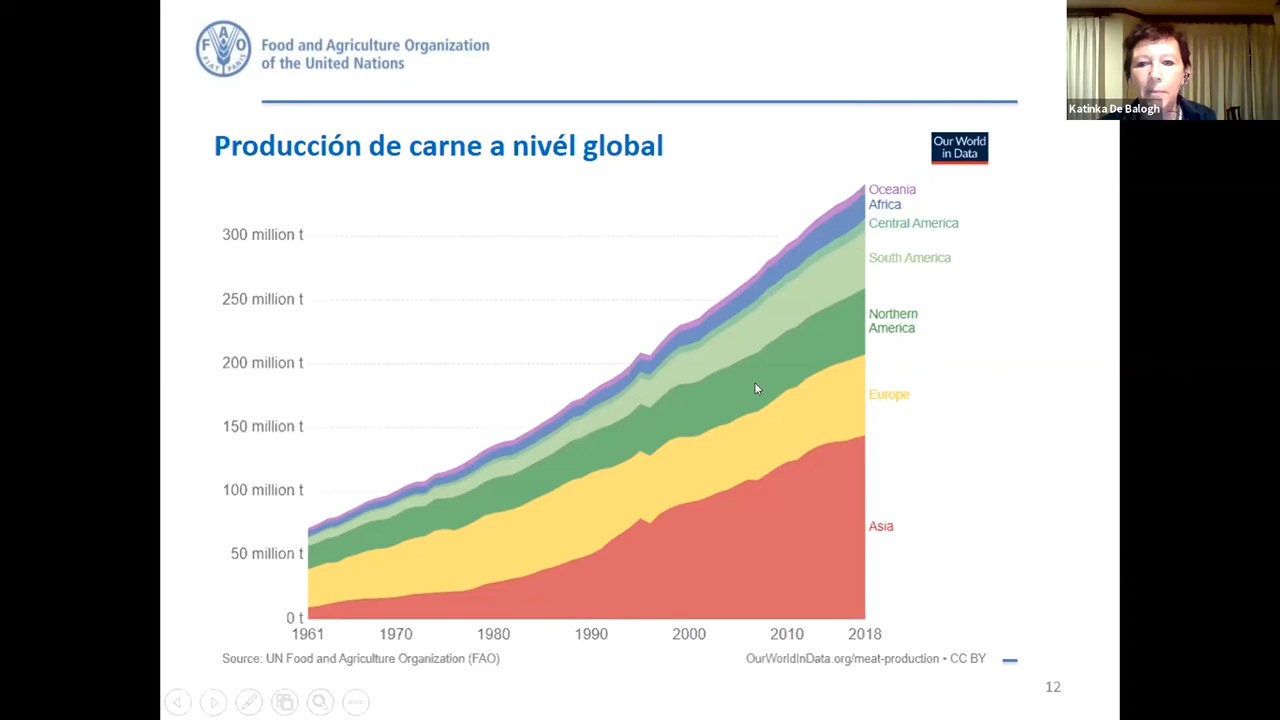 FAO
FIAT PANIS
Food and Agriculture Organization
of the United Nations
Katinka De Balogh
Producción de carne a nivél global
Our World
in Data
Oceania
Africa
Central America
South America
Northern
America
Europe
Asia
300 million t
250 million t
200 million t
150 million t
100 million t
50 million t
0 t
1961
1970
1980
1990
2000
2010
2018
Source: UN Food and Agriculture Organization (FAO)
OurWorldInData.org/meat-production • CC BY
12